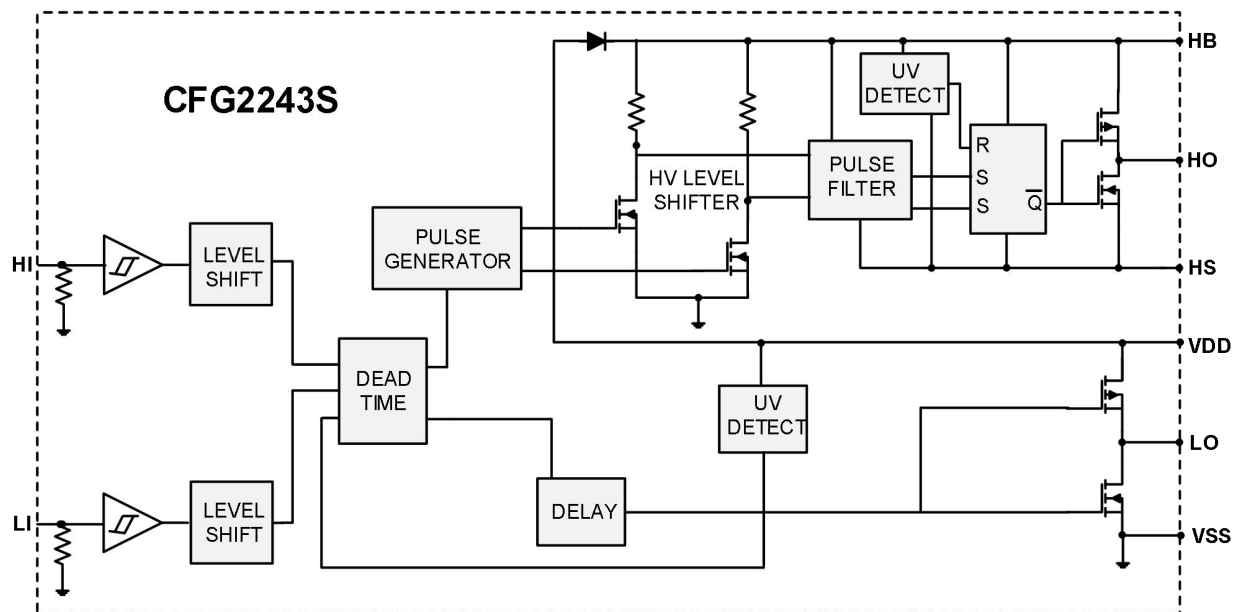 CFG2243S
HB
UV
DETECT
R
S
S
Q̅
HO
PULSE
FILTER
HV LEVEL
SHIFTER
PULSE
GENERATOR
LEVEL
SHIFT
HI
HS
VDD
DEAD
TIME
UV
DETECT
LO
LEVEL
SHIFT
DELAY
LI
VSS